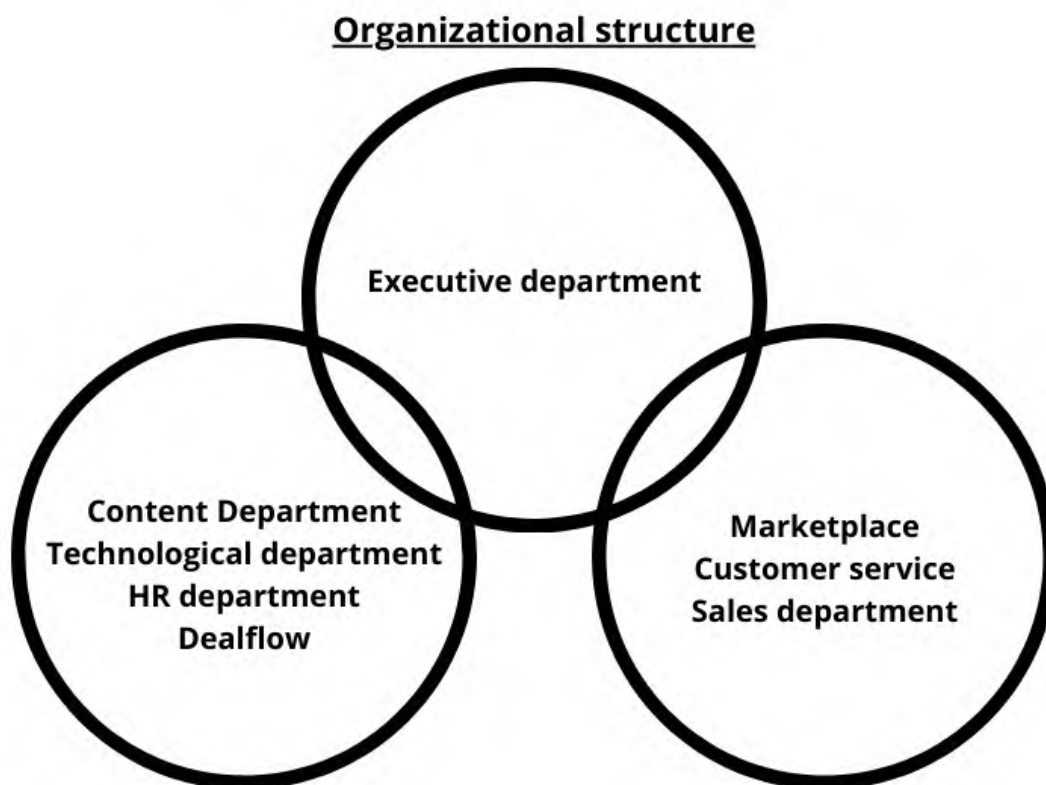 Organizational structure
Executive department
Content Department
Technological department
HR department
Dealflow
Marketplace
Customer service
Sales department